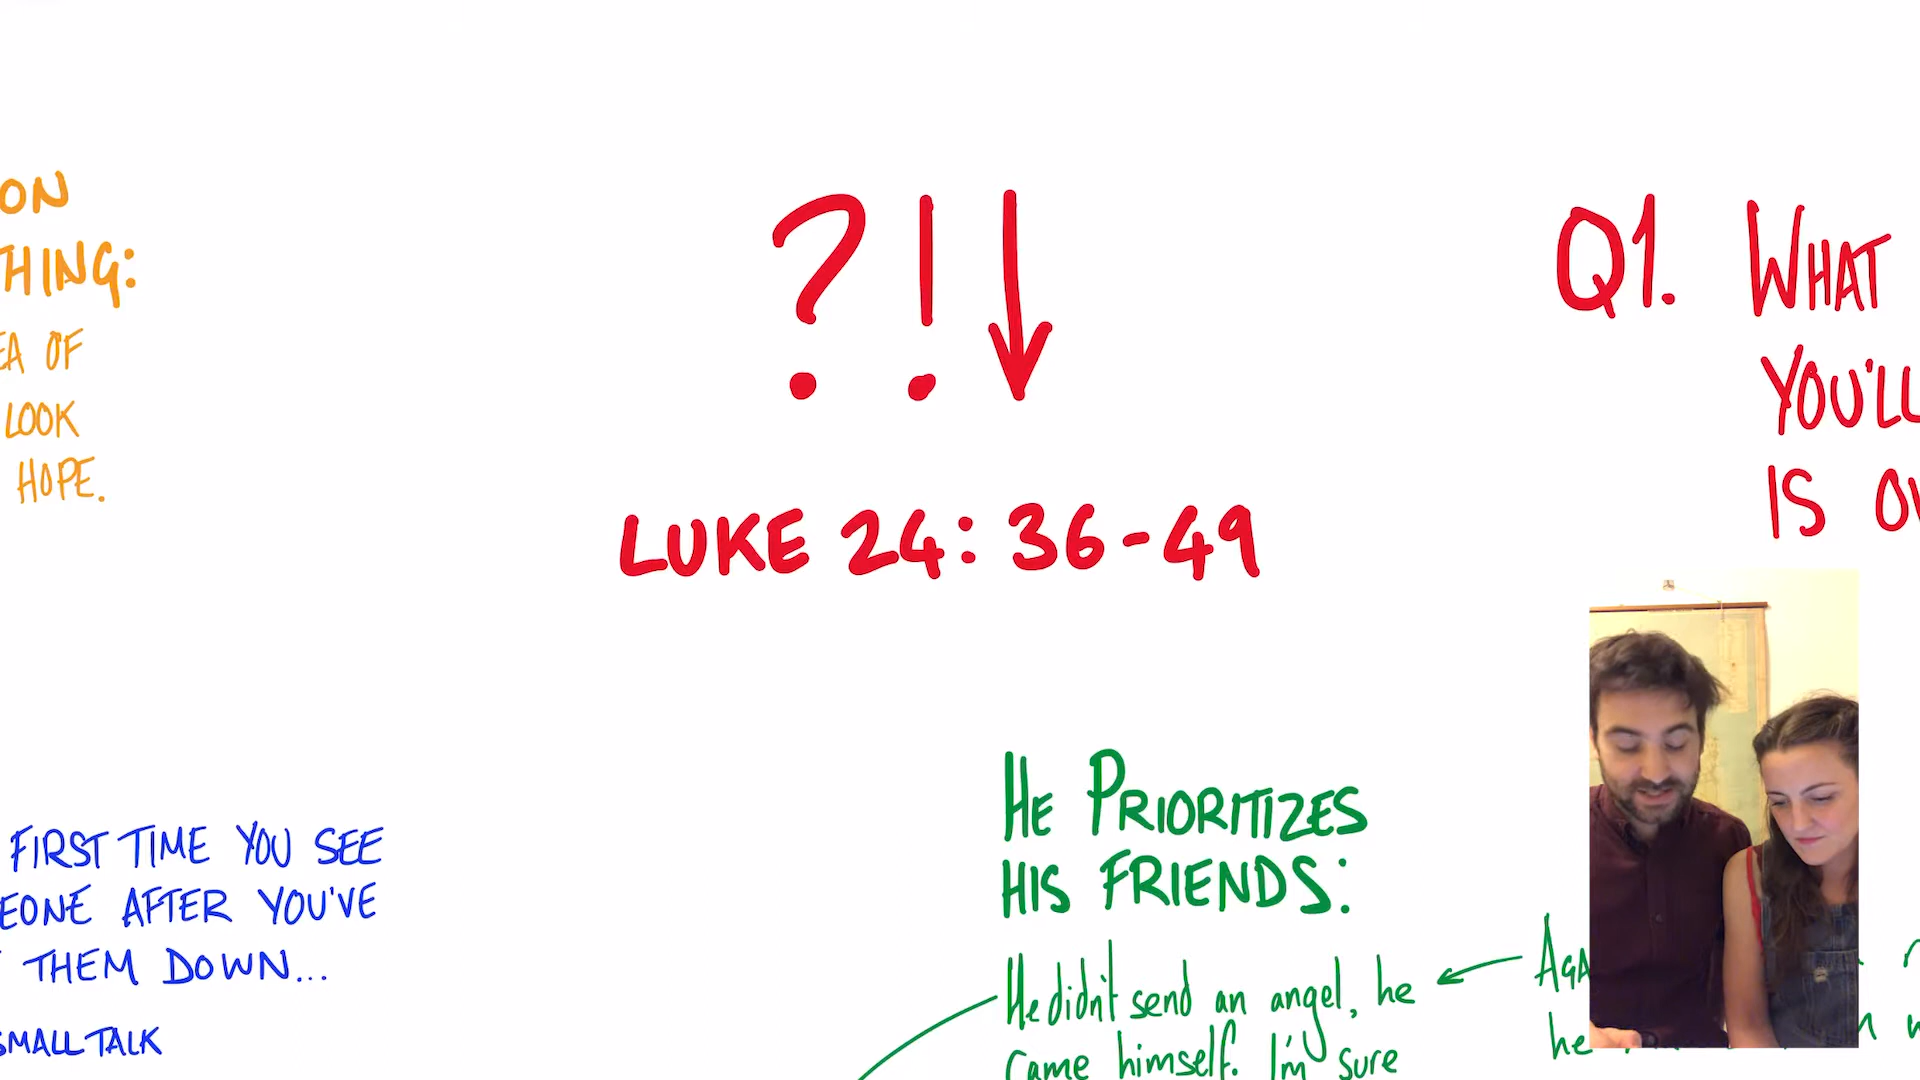 ON
THING:
EA OF
LOOK
HOPE.
?!↓
LUKE 24: 36-49
Q1. WHAT
YOU'LL
IS
FIRST TIME YOU SEE
EONE AFTER YOU'VE
THEM DOWN...
SMALL TALK
HE PRIORITIZES
HIS FRIENDS:
He didn't send an angel, he
came himself. I'm sure
AGA
he